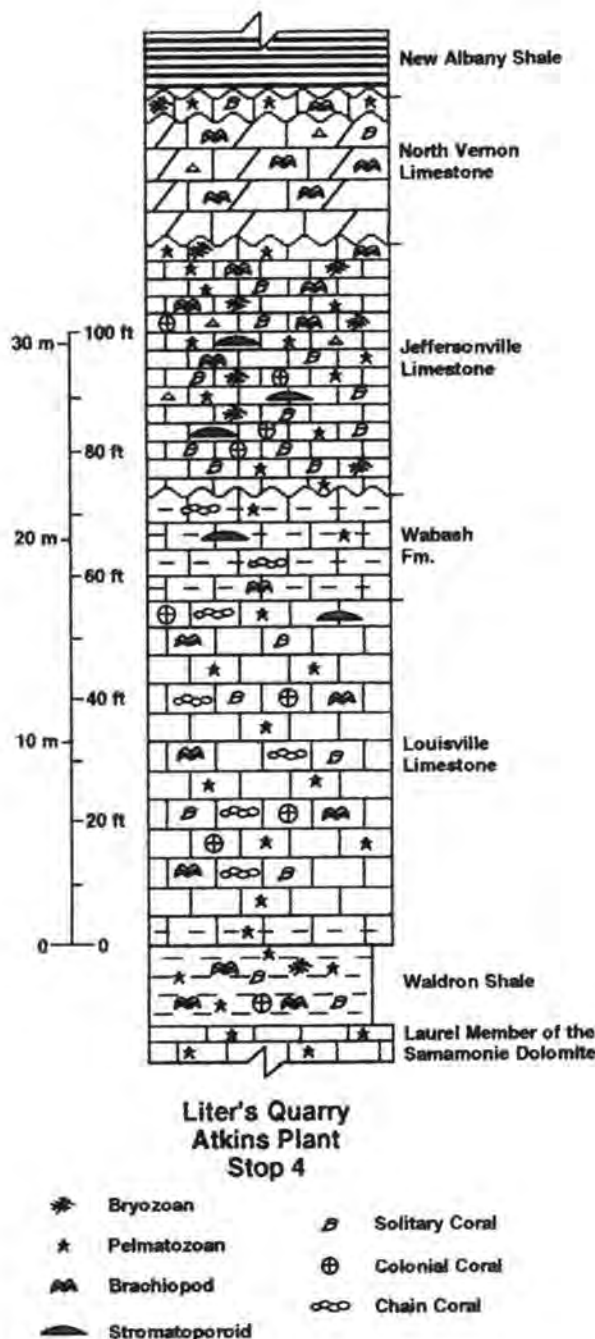 New Albany Shale
North Vernon
Limestone
100 ft
30 m
Jeffersonville
Limestone
80 ft
20 m
Wabash
Fm.
60 ft
40 ft
10 m
Louisville
Limestone
20 ft
0
0
Waldron Shale
Laurel Member of the
Samamonie Dolomite
Liter's Quarry
Atkins Plant
Stop 4
Bryozoan
Pelmatozoan
Brachiopod
Stromatoporoid
Solitary Coral
Colonial Coral
Chain Coral